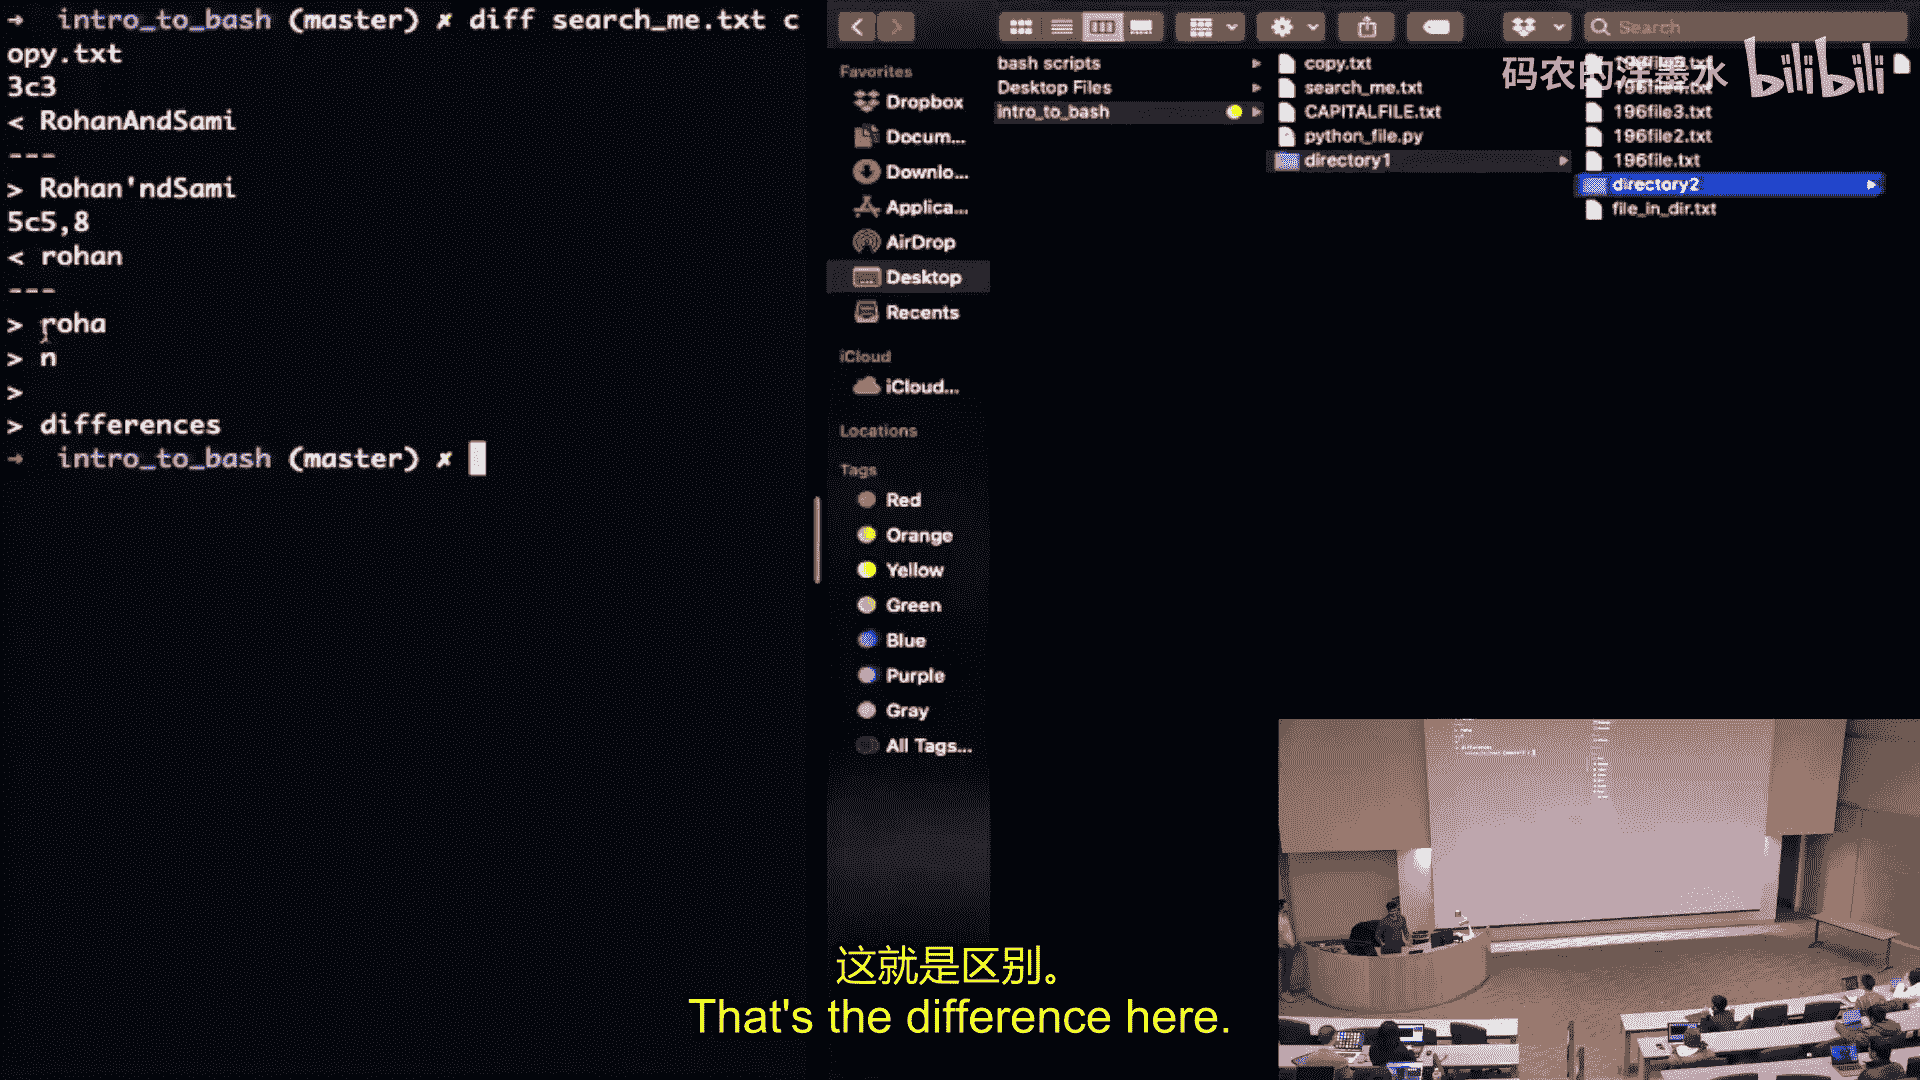 → intro_to_bash (master) ✗ diff search_me.txt c
opy.txt
3c3
< RohanAndSami
---
> Rohan'ndSami
5c5,8
< rohan
---
> roha
> n
>
> differences
→ intro_to_bash (master) ✗
Search
Favorites
Dropbox
Docum...
Downlo...
Applica...
AirDrop
Desktop
Recents
iCloud
iCloud...
Locations
Tags
Red
Orange
Yellow
Green
Blue
Purple
Gray
All Tags...
bash scripts
Desktop Files
intro_to_bash
copy.txt
search_me.txt
CAPITALFILE.txt
python_file.py
directory1
196file4.txt
196file3.txt
196file2.txt
196file.txt
directory2
file_in_dir.txt
码农的洋墨水 bilibili
这就是区别。
That's the difference here.